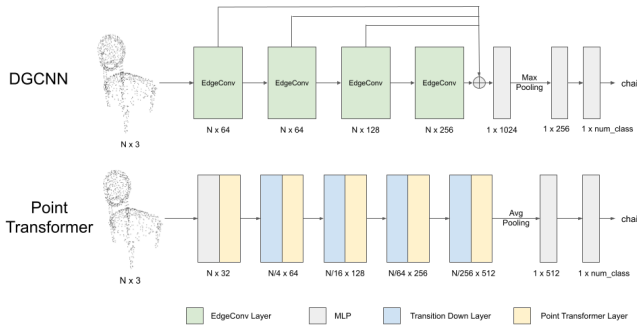 DGCNN
N x 3
EdgeConv
EdgeConv
EdgeConv
EdgeConv
N x 64
N x 64
N x 128
N x 256
1 x 1024
Max
Pooling
1 x 256
1 x num_class
chai
Point
Transformer
N x 3
N x 32
N/4 x 64
N/16 x 128
N/64 x 256
N/256 x 512
Avg
Pooling
1 x 512
1 x num_class
chai
EdgeConv Layer
MLP
Transition Down Layer
Point Transformer Layer